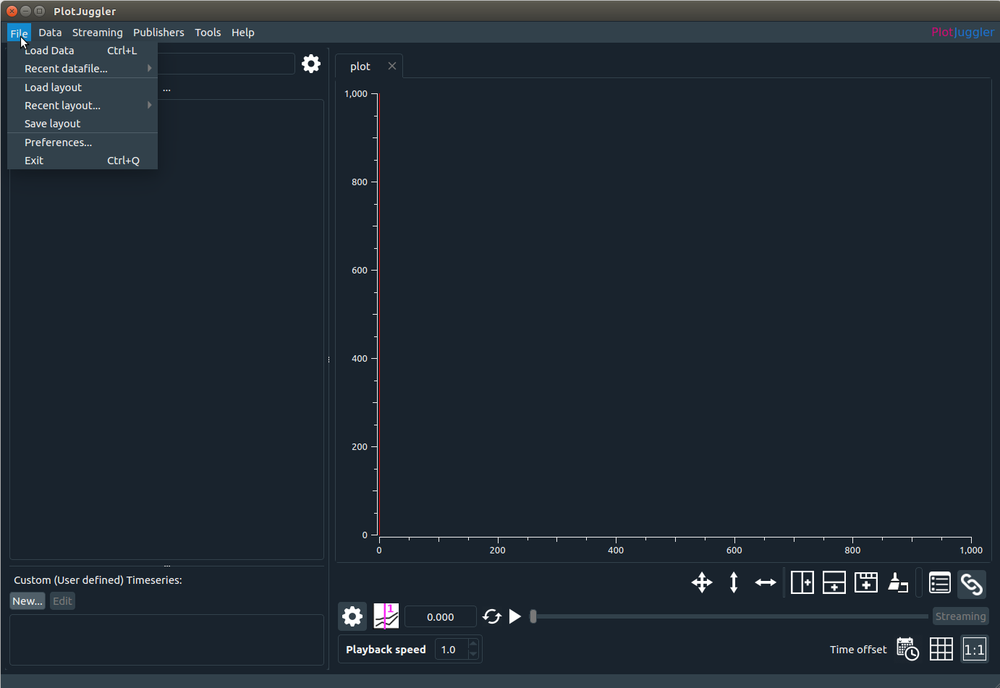 PlotJuggler
File Data Streaming Publishers Tools Help
PlotJuggler
Load Data Ctrl+L
Recent datafile...
Load layout
Recent layout...
Save layout
Preferences...
Exit Ctrl+Q
...
plot
1,000
800
600
400
200
0
0 200 400 600 800 1,000
Custom (User defined) Timeseries:
New... Edit
1
0.000
Streaming
Playback speed 1.0
Time offset
1:1